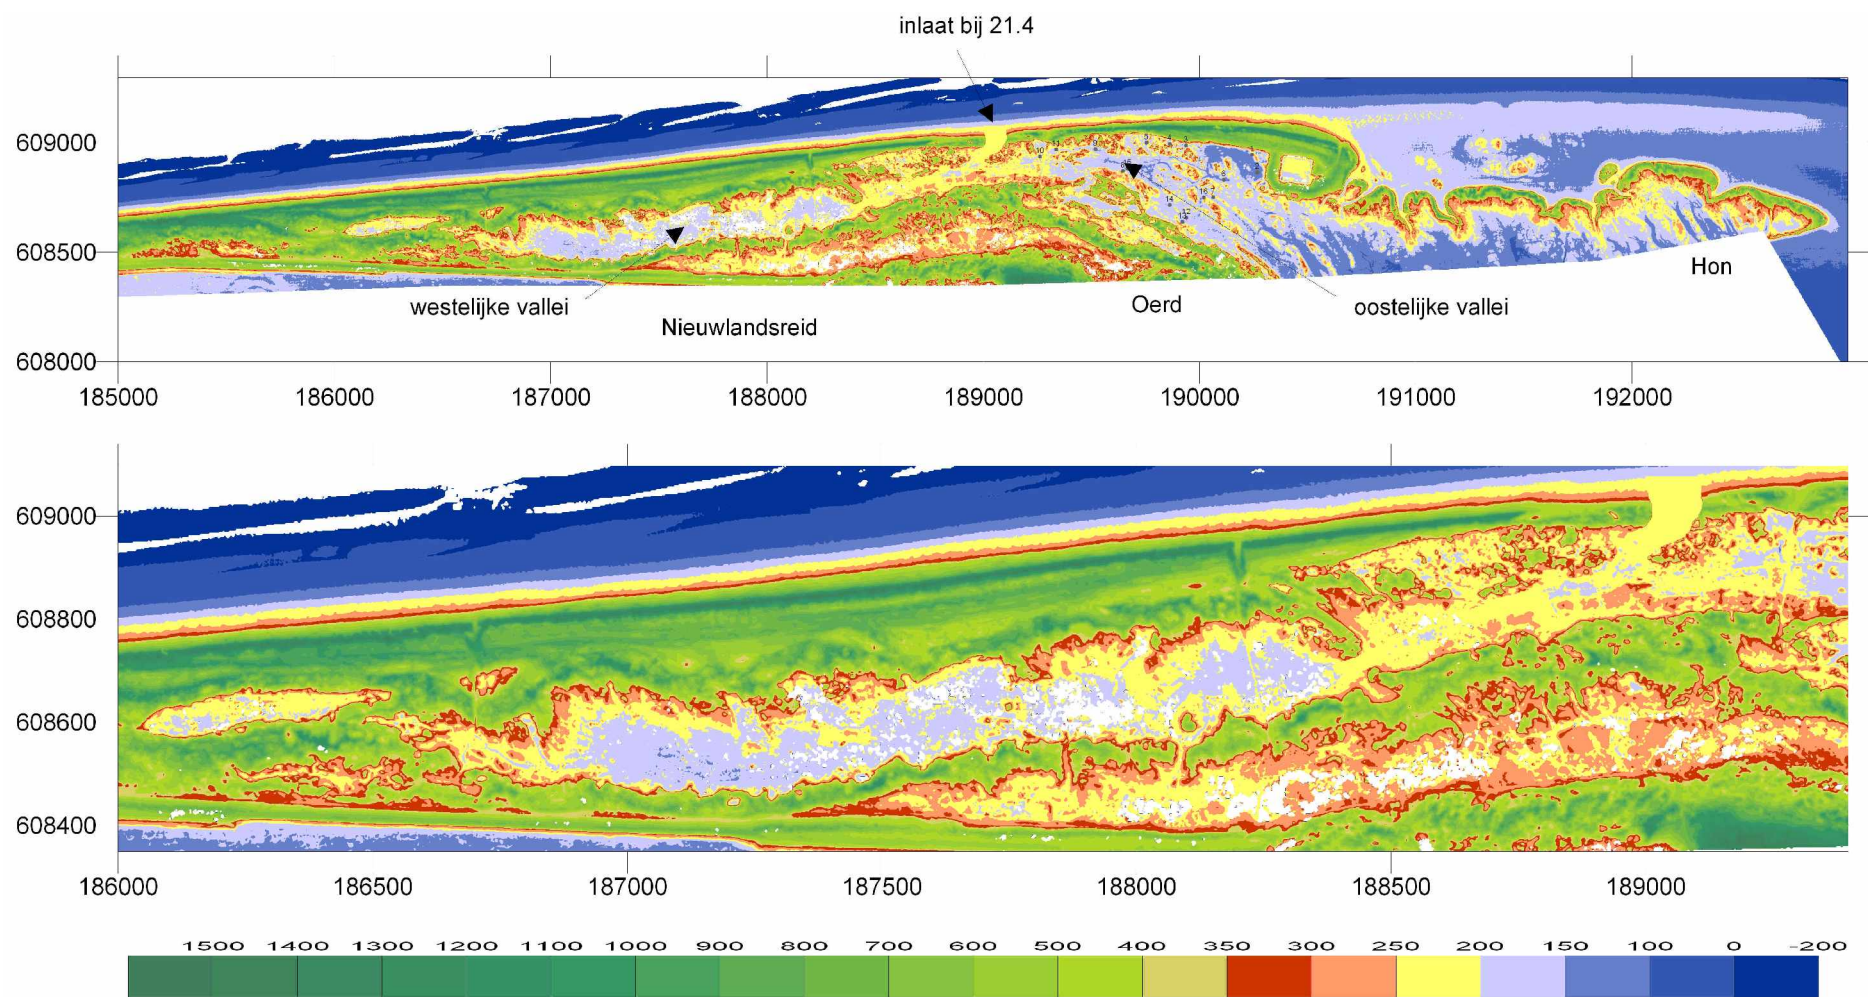 inlaat bij 21.4
609000
608500
westelijke vallei
Nieuwlandsreid
Oerd
oostelijke vallei
Hon
608000
185000 186000 187000 188000 189000 190000 191000 192000
609000
608800
608600
608400
186000 186500 187000 187500 188000 188500 189000
1500 1400 1300 1200 1100 1000 900 800 700 600 500 400 350 300 250 200 150 100 0 -200